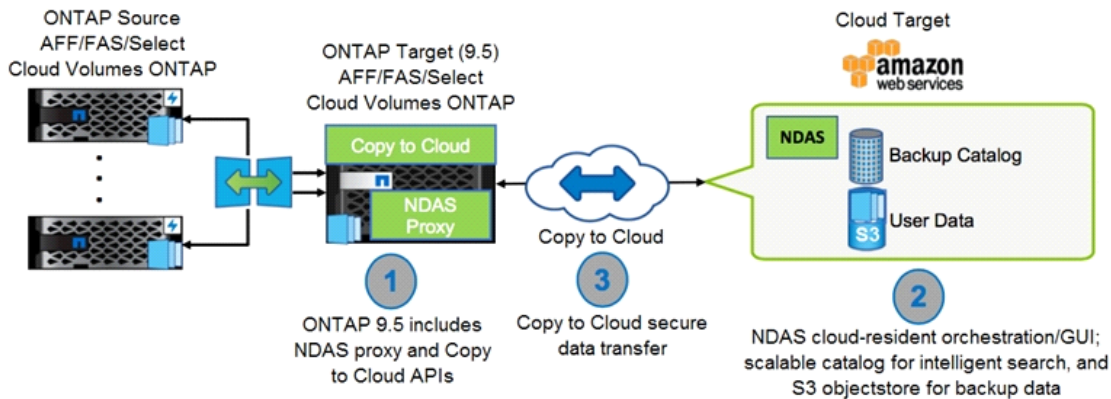 ONTAP Source
AFF/FAS/Select
Cloud Volumes ONTAP
ONTAP Target (9.5)
AFF/FAS/Select
Cloud Volumes ONTAP
Copy to Cloud
NDAS
Proxy
1
ONTAP 9.5 includes
NDAS proxy and Copy
to Cloud APIs
Copy to Cloud
3
Copy to Cloud secure
data transfer
Cloud Target
amazon
web services
NDAS
Backup Catalog
S3
User Data
2
NDAS cloud-resident orchestration/GUI;
scalable catalog for intelligent search, and
S3 objectstore for backup data